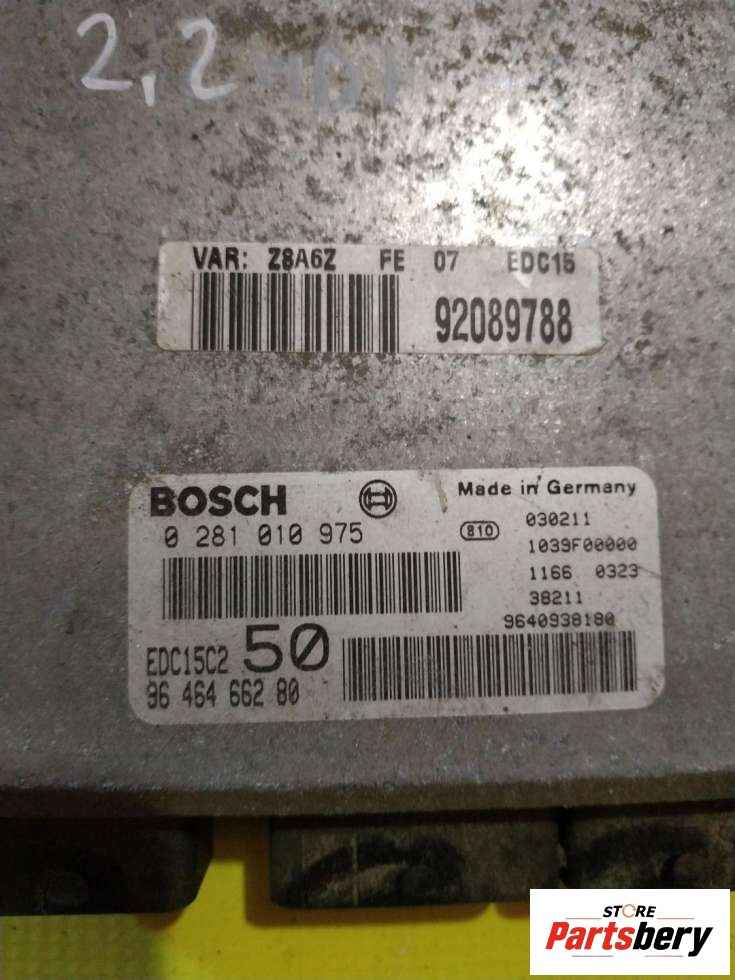 2,2 HDI
VAR: Z8A6Z FE 07 EDC15
92089788
BOSCH
Made in Germany
0 281 010 975
810
030211
1039F00000
1166 0323
38211
9640938180
EDC15C2 50
96 464 662 80
STORE
Partsbery